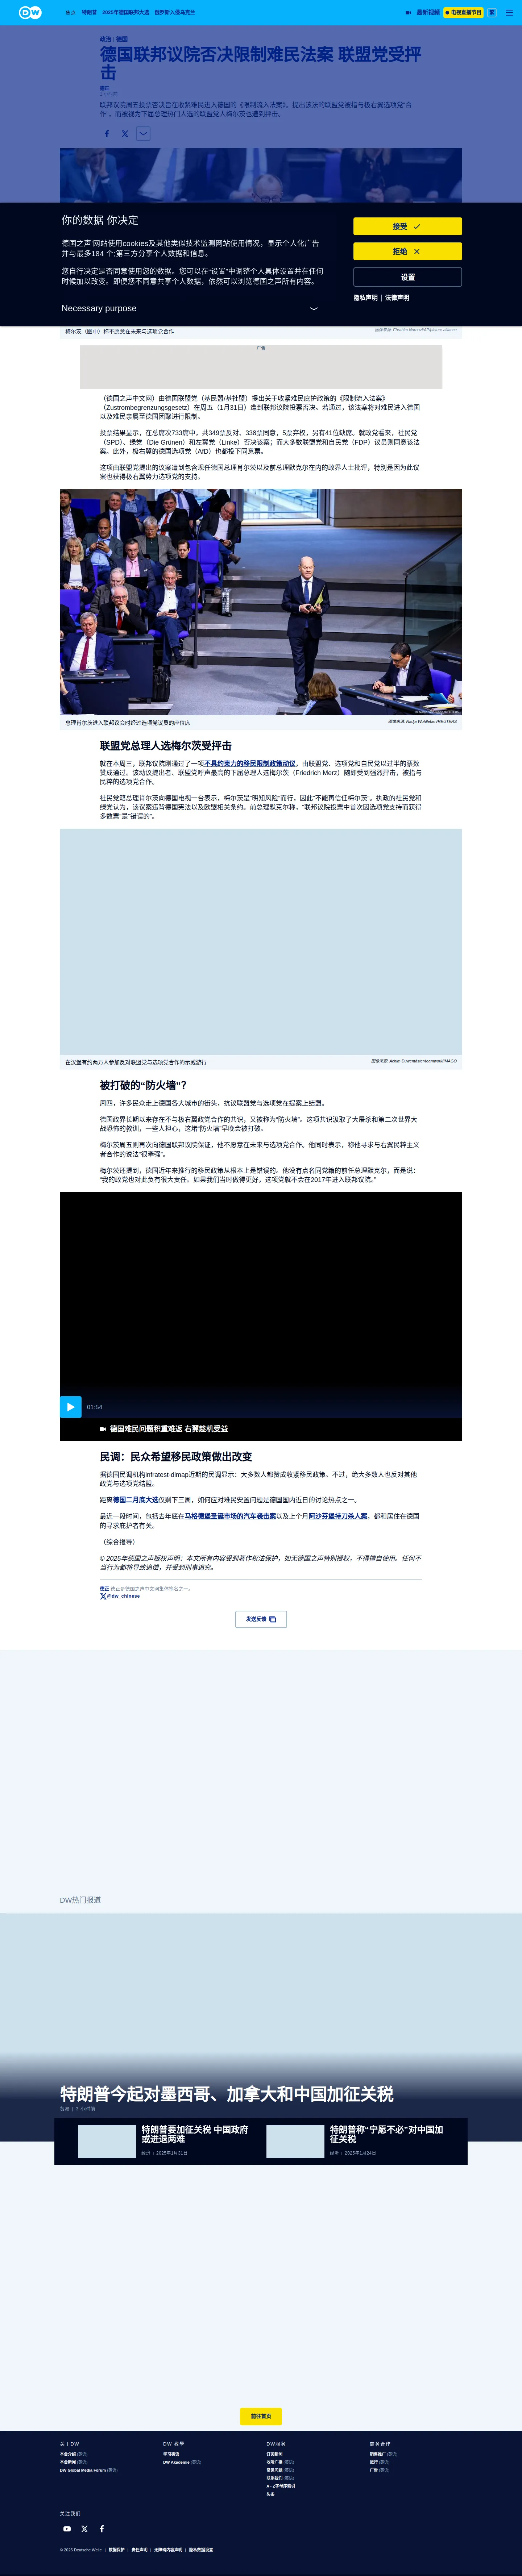 DW
焦点
特朗普
2025年德国联邦大选
俄罗斯入侵乌克兰
最新视频
电视直播节目
繁
政治 | 德国
德国联邦议院否决限制难民法案 联盟党受抨
击
德正
联邦议院周五投票否决旨在收紧难民进入德国的《限制流入法案》。提出该法的联盟党被指与极右翼选项党“合
作”，而被视为下届总理热门人选的联盟党人梅尔茨也遭到抨击。
你的数据 你决定
德国之声’网站使用cookies及其他类似技术监测网站使用情况，显示个人化广告
并与最多184 个;第三方分享个人数据和信息。
您自行决定是否同意使用您的数据。您可以在“设置”中调整个人具体设置并在任何
时候加以改变。即使您不同意共享个人数据，依然可以浏览德国之声所有内容。
Necessary purpose
接受
拒绝
设置
隐私声明 | 法律声明
梅尔茨（图中）称不愿意在未来与选项党合作
广告
（德国之声中文网）由德国联盟党（基民盟/基社盟）提出关于收紧难民庇护政策的《限制流入法案》
（Zustrombegrenzungsgesetz）在周五（1月31日）遭到联邦议院投票否决。若通过，该法案将对难民进入德国
以及难民亲属至德国团聚进行限制。
投票结果显示，在总席次733席中，共349票反对、338票同意，5票弃权，另有41位缺席。就政党看来，社民党
（SPD）、绿党（Die Grünen）和左翼党（Linke）否决该案；而大多数联盟党和自民党（FDP）议员则同意该法
案。此外，极右翼的德国选项党（AfD）也都投下同意票。
这项由联盟党提出的议案遭到包含现任德国总理肖尔茨以及前总理默克尔在内的政界人士批评，特别是因为此议
案也获得极右翼势力选项党的支持。
总理肖尔茨进入联邦议会时经过选项党议员的座位席
图像来源: Nadja Wohlleben/REUTERS
联盟党总理人选梅尔茨受抨击
就在本周三，联邦议院刚通过了一项不具约束力的移民限制政策动议，由联盟党、选项党和自民党以过半的票数
赞成通过。该动议提出者、联盟党呼声最高的下届总理人选梅尔茨（Friedrich Merz）随即受到强烈抨击，被指与
民粹的选项党合作。
社民党籍总理肖尔茨向德国电视一台表示，梅尔茨是“明知风险”而行，因此“不能再信任梅尔茨”。执政的社民党和
绿党认为，该议案违背德国宪法以及欧盟相关条约。前总理默克尔称，“联邦议院投票中首次因选项党支持而获得
多数票”是“错误的”。
在汉堡有约两万人参加反对联盟党与选项党合作的示威游行
图像来源: Achim Duwentäster/teamwork/IMAGO
被打破的“防火墙”？
周四，许多民众走上德国各大城市的街头，抗议联盟党与选项党在提案上结盟。
德国政界长期以来存在不与极右翼政党合作的共识，又被称为“防火墙”。这项共识汲取了大屠杀和第二次世界大
战恐怖的教训，一些人担心，这堵“防火墙”早晚会被打破。
梅尔茨周五则再次向德国联邦议院保证，他不愿意在未来与选项党合作。他同时表示，称他寻求与右翼民粹主义
者合作的说法“很牵强”。
梅尔茨还提到，德国近年来推行的移民政策从根本上是错误的。他没有点名同党籍的前任总理默克尔，而是说：
“我的政党也对此负有很大责任。如果我们当时做得更好，选项党就不会在2017年进入联邦议院。”
01:54
德国难民问题积重难返 右翼趁机受益
民调：民众希望移民政策做出改变
据德国民调机构infratest-dimap近期的民调显示：大多数人都赞成收紧移民政策。不过，绝大多数人也反对其他
政党与选项党结盟。
距离德国二月底大选仅剩下三周，如何应对难民安置问题是德国国内近日的讨论热点之一。
最近一段时间，包括去年底在马格德堡圣诞市场的汽车袭击案以及上个月阿沙芬堡持刀杀人案，都和居住在德国
的寻求庇护者有关。
（综合报导）
© 2025年德国之声版权声明：本文所有内容受到著作权法保护，如无德国之声特别授权，不得擅自使用。任何不
当行为都将导致追偿，并受到刑事追究。
德正 德正是德国之声中文网集体笔名之一。
@dw_chinese
发送反馈
DW热门报道
特朗普今起对墨西哥、加拿大和中国加征关税
贸易 | 3 小时前
特朗普要加征关税 中国政府
或进退两难
经济 | 2025年1月31日
特朗普称“宁愿不必”对中国加
征关税
经济 | 2025年1月24日
前往首页
关于DW
本台介绍 (英语)
本台新闻 (英语)
DW Global Media Forum (英语)
DW 教学
学习德语
DW Akademie (英语)
DW服务
订阅新闻
收听广播 (英语)
常见问题 (英语)
联系我们 (英语)
A - Z字母序索引
头条
商务合作
销售推广 (英语)
旅行 (英语)
广告 (英语)
关注我们
© 2025 Deutsche Welle | 数据保护 | 责任声明 | 无障碍内容声明 | 隐私数据设置